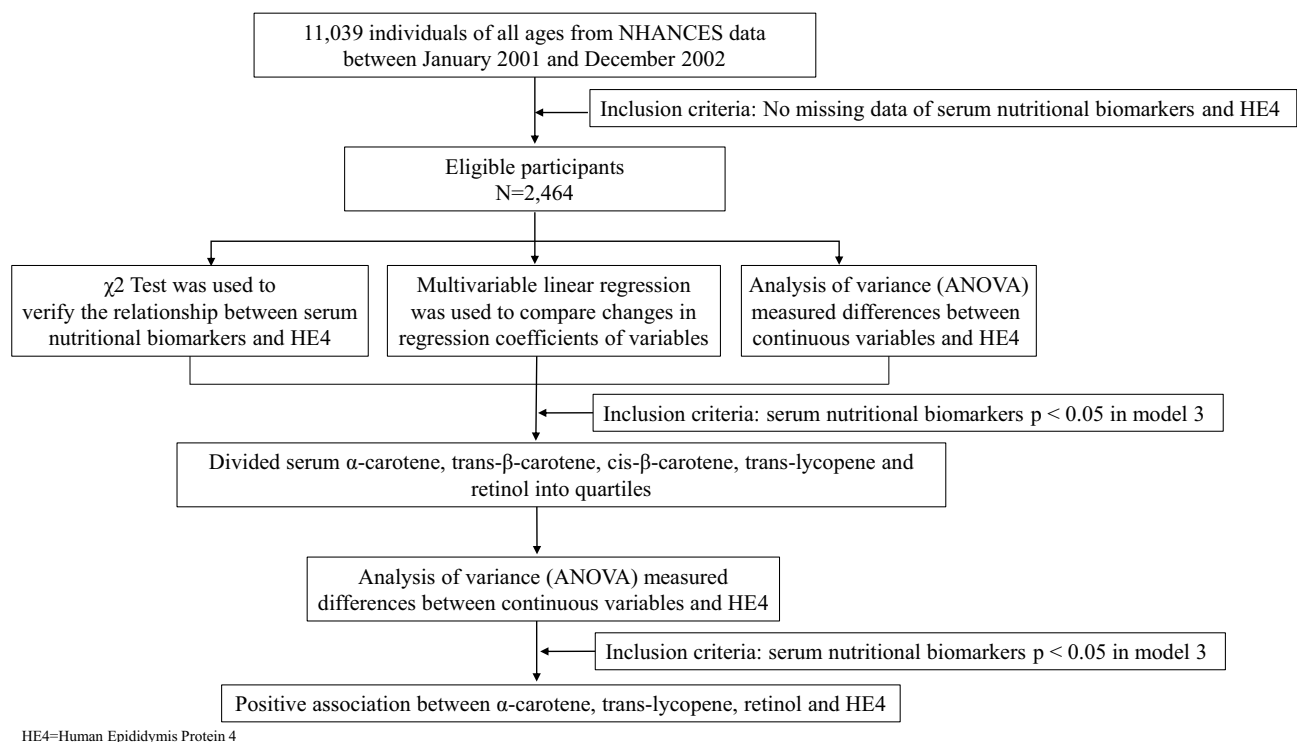 11,039 individuals of all ages from NHANCES data
between January 2001 and December 2002
Inclusion criteria: No missing data of serum nutritional biomarkers and HE4
Eligible participants
N=2,464
χ2 Test was used to
verify the relationship between serum
nutritional biomarkers and HE4
Multivariable linear regression
was used to compare changes in
regression coefficients of variables
Analysis of variance (ANOVA)
measured differences between
continuous variables and HE4
Inclusion criteria: serum nutritional biomarkers p < 0.05 in model 3
Divided serum α-carotene, trans-β-carotene, cis-β-carotene, trans-lycopene and
retinol into quartiles
Analysis of variance (ANOVA) measured
differences between continuous variables and HE4
Inclusion criteria: serum nutritional biomarkers p < 0.05 in model 3
Positive association between α-carotene, trans-lycopene, retinol and HE4
HE4=Human Epididymis Protein 4